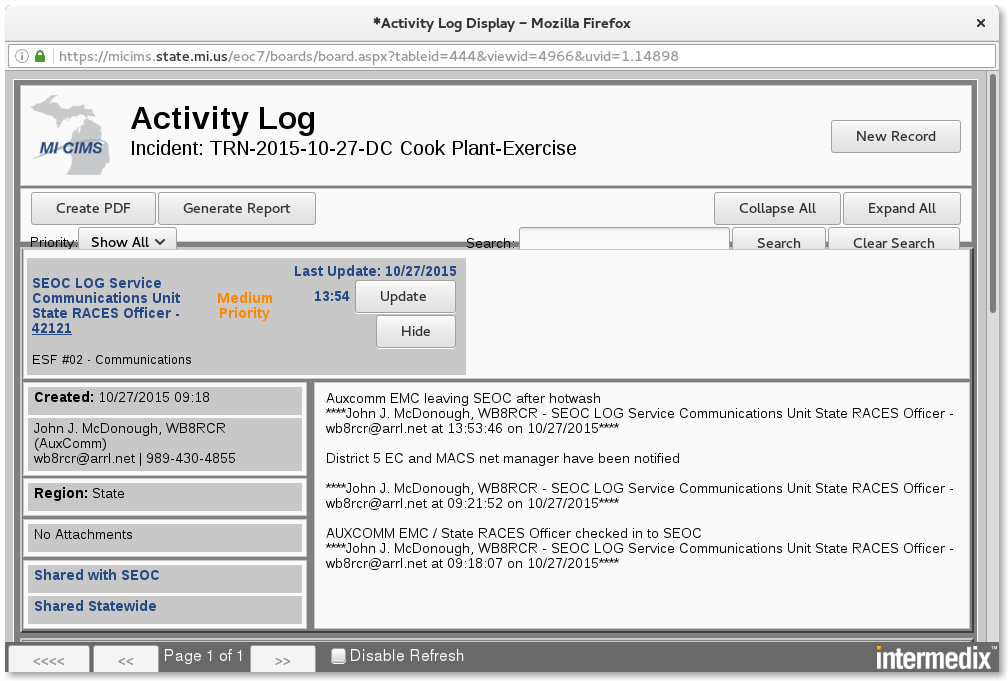 *Activity Log Display – Mozilla Firefox
https://micims.state.mi.us/eoc7/boards/board.aspx?tableid=444&viewid=4966&uvid=1.14898
MI CIMS
Activity Log
Incident: TRN-2015-10-27-DC Cook Plant-Exercise
New Record
Create PDF
Generate Report
Collapse All
Expand All
Priority:
Show All
Search:
Search
Clear Search
SEOC LOG Service
Communications Unit
State RACES Officer -
42121
Medium
Priority
Last Update: 10/27/2015
13:54
Update
Hide
ESF #02 - Communications
Created: 10/27/2015 09:18
John J. McDonough, WB8RCR
(AuxComm)
wb8rcr@arrl.net | 989-430-4855
Region: State
No Attachments
Shared with SEOC
Shared Statewide
Auxcomm EMC leaving SEOC after hotwash
****John J. McDonough, WB8RCR - SEOC LOG Service Communications Unit State RACES Officer -
wb8rcr@arrl.net at 13:53:46 on 10/27/2015****
District 5 EC and MACS net manager have been notified
****John J. McDonough, WB8RCR - SEOC LOG Service Communications Unit State RACES Officer -
wb8rcr@arrl.net at 09:21:52 on 10/27/2015****
AUXCOMM EMC / State RACES Officer checked in to SEOC
****John J. McDonough, WB8RCR - SEOC LOG Service Communications Unit State RACES Officer -
wb8rcr@arrl.net at 09:18:07 on 10/27/2015****
<<<<
<<
Page 1 of 1
>>
Disable Refresh
intermedix™